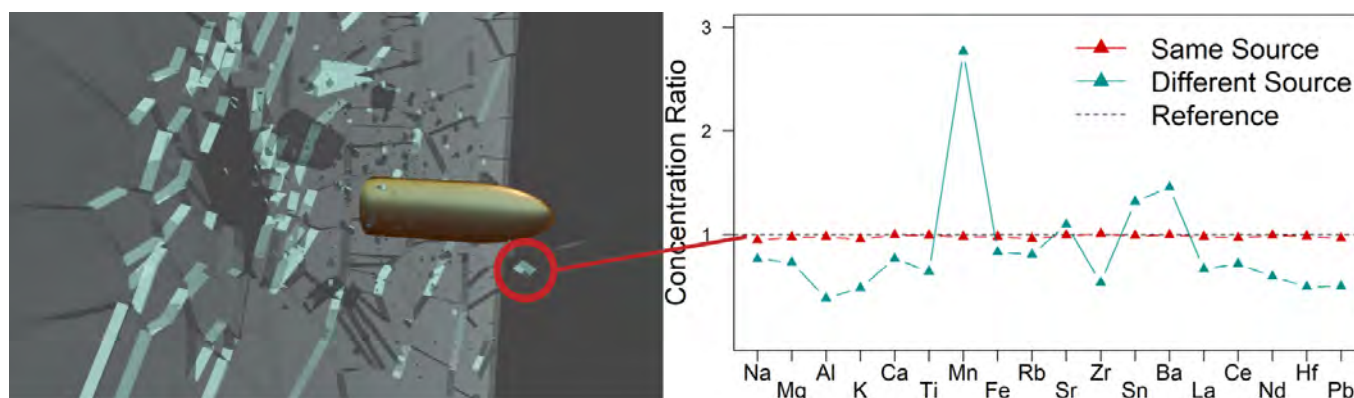 3
Same Source
Different Source
2
Reference
Concentration Ratio
1
Na Al Ca Mn Rb Zr Ba Ce Hf
Mg K Ti Fe Sr Sn La Nd Pb